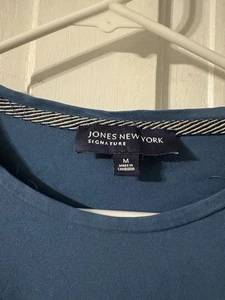 JONES NEW YORK
SIGNATURE
M
MADE IN
CAMBODIA